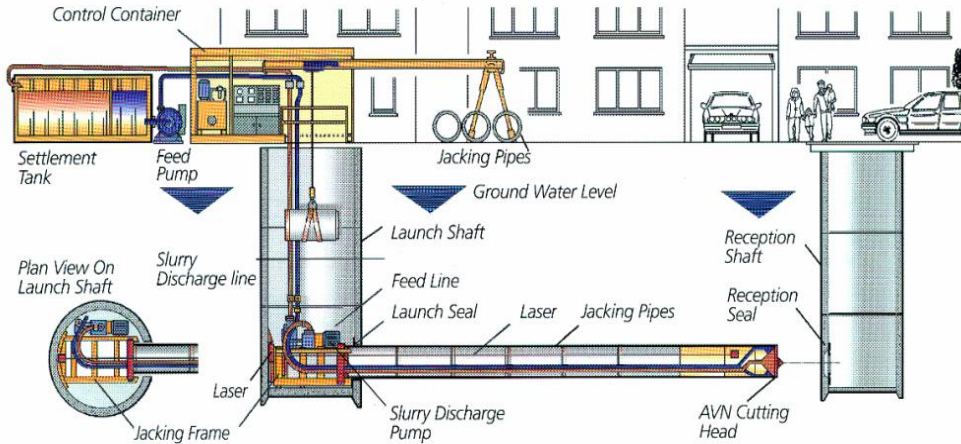 Control Container
Settlement
Tank
Feed
Pump
Jacking Pipes
Ground Water Level
Plan View On
Launch Shaft
Slurry
Discharge line
Launch Shaft
Feed Line
Launch Seal
Laser
Jacking Pipes
Reception
Shaft
Reception
Seal
Laser
Jacking Frame
Slurry Discharge
Pump
AVN Cutting
Head